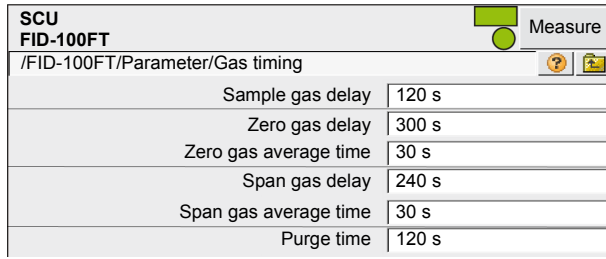 SCU
FID-100FT
Measure
/FID-100FT/Parameter/Gas timing
?
Sample gas delay 120 s
Zero gas delay 300 s
Zero gas average time 30 s
Span gas delay 240 s
Span gas average time 30 s
Purge time 120 s